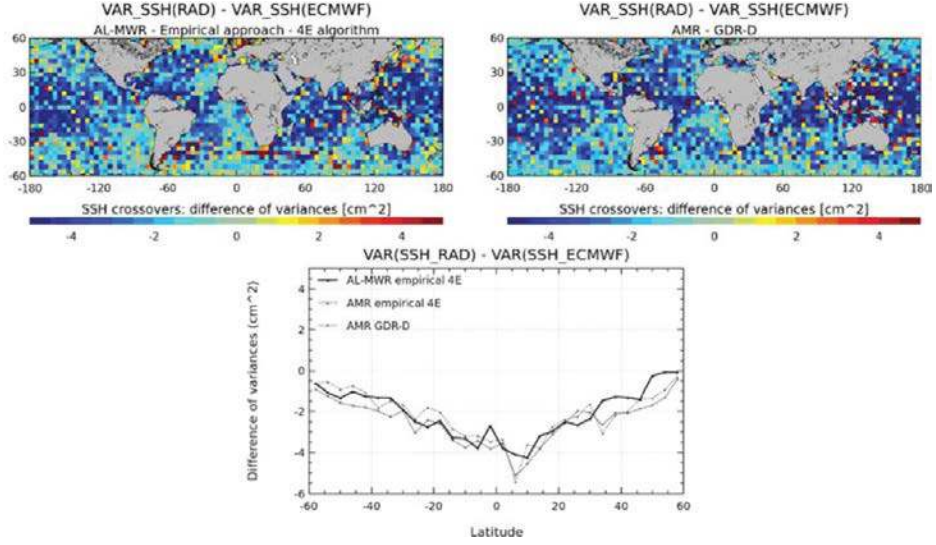 VAR_SSH(RAD) - VAR_SSH(ECMWF)
AL-MWR - Empirical approach - 4E algorithm
60
30
0
-30
-60
-180 -120 -60 0 60 120 180
SSH crossovers: difference of variances [cm^2]
-4 -2 0 2 4
VAR_SSH(RAD) - VAR_SSH(ECMWF)
AMR - GDR-D
60
30
0
-30
-60
-180 -120 -60 0 60 120 180
SSH crossovers: difference of variances [cm^2]
-4 -2 0 2 4
VAR(SSH_RAD) - VAR(SSH_ECMWF)
AL-MWR empirical 4E
AMR empirical 4E
AMR GDR-D
Difference of variances (cm^2)
4
2
0
-2
-4
-6
-60 -40 -20 0 20 40 60
Latitude